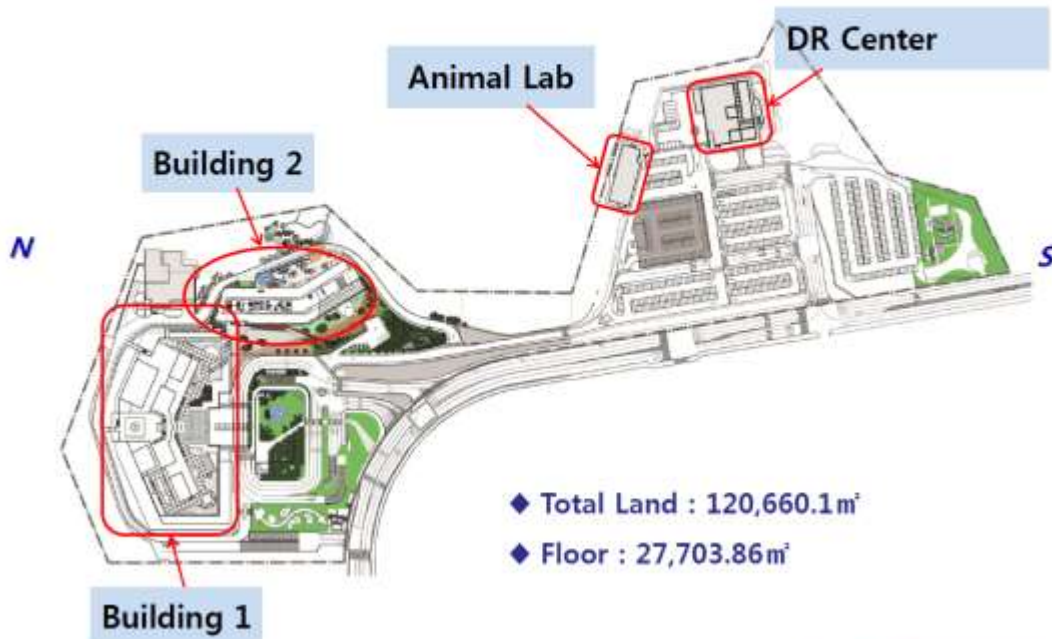 DR Center
Animal Lab
Building 2
N
S
◆ Total Land : 120,660.1㎡
◆ Floor : 27,703.86㎡
Building 1